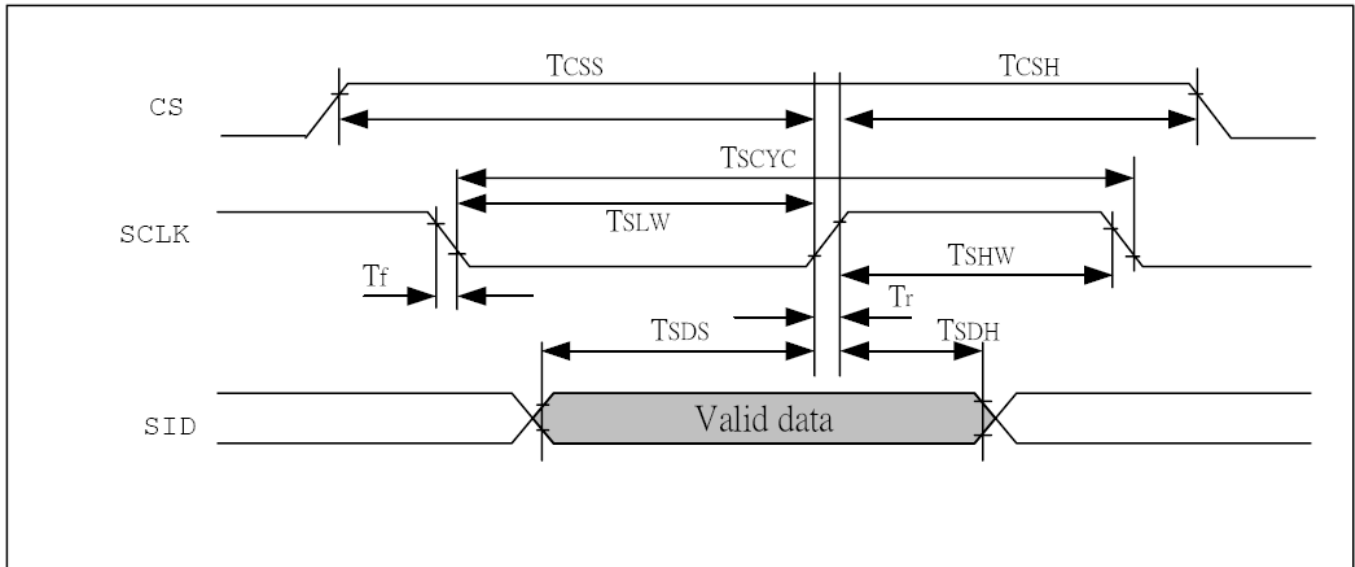 TCSS
TCSH
CS
TSCYC
TSLW
SCLK
TSHW
Tf
Tr
TSDS
TSDH
SID
Valid data